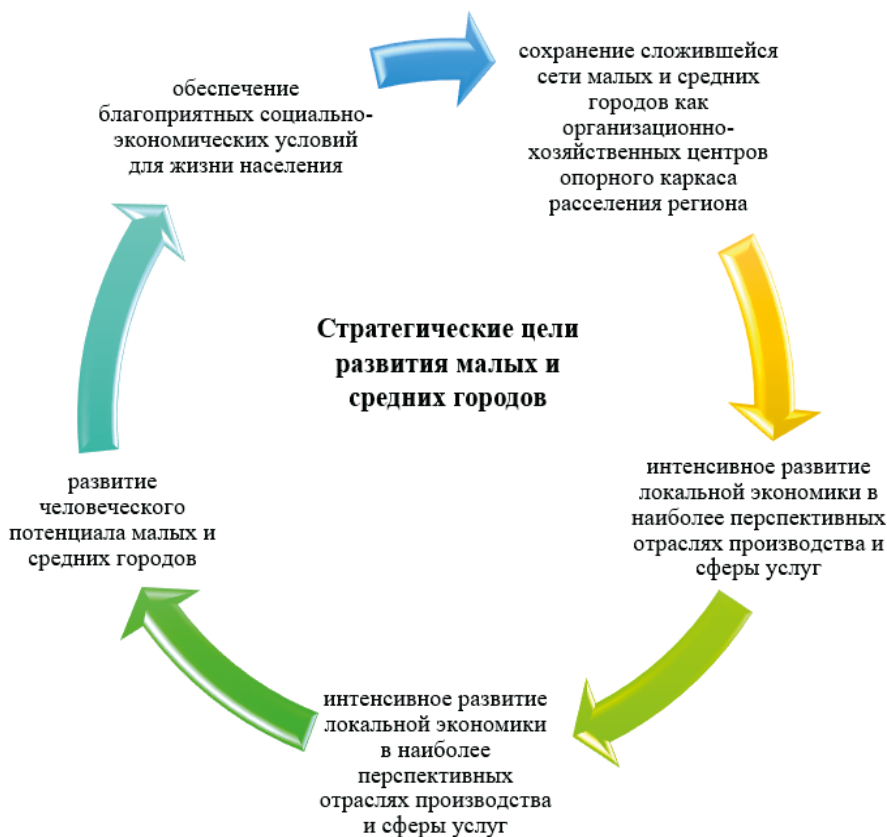 обеспечение
благоприятных социально-
экономических условий
для жизни населения
сохранение сложившейся
сети малых и средних
городов как
организационно-
хозяйственных центров
опорного каркаса
расселения региона
Стратегические цели
развития малых и
средних городов
интенсивное развитие
локальной экономики в
наиболее перспективных
отраслях производства и
сферы услуг
интенсивное развитие
локальной экономики
в наиболее
перспективных
отраслях производства
и сферы услуг
развитие
человеческого
потенциала малых и
средних городов